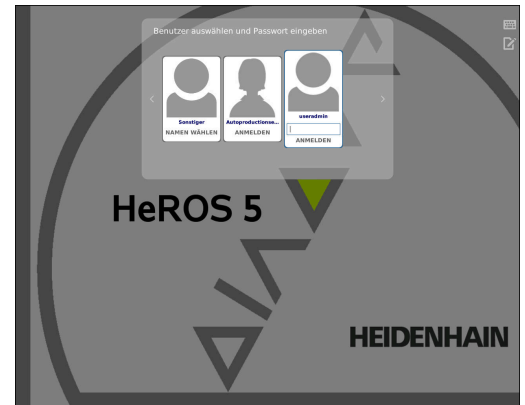 Benutzer auswählen und Passwort eingeben
Sonstiger
NAMEN WÄHLEN
Autoproductionse...
ANMELDEN
useradmin
ANMELDEN
HeROS 5
HEIDENHAIN